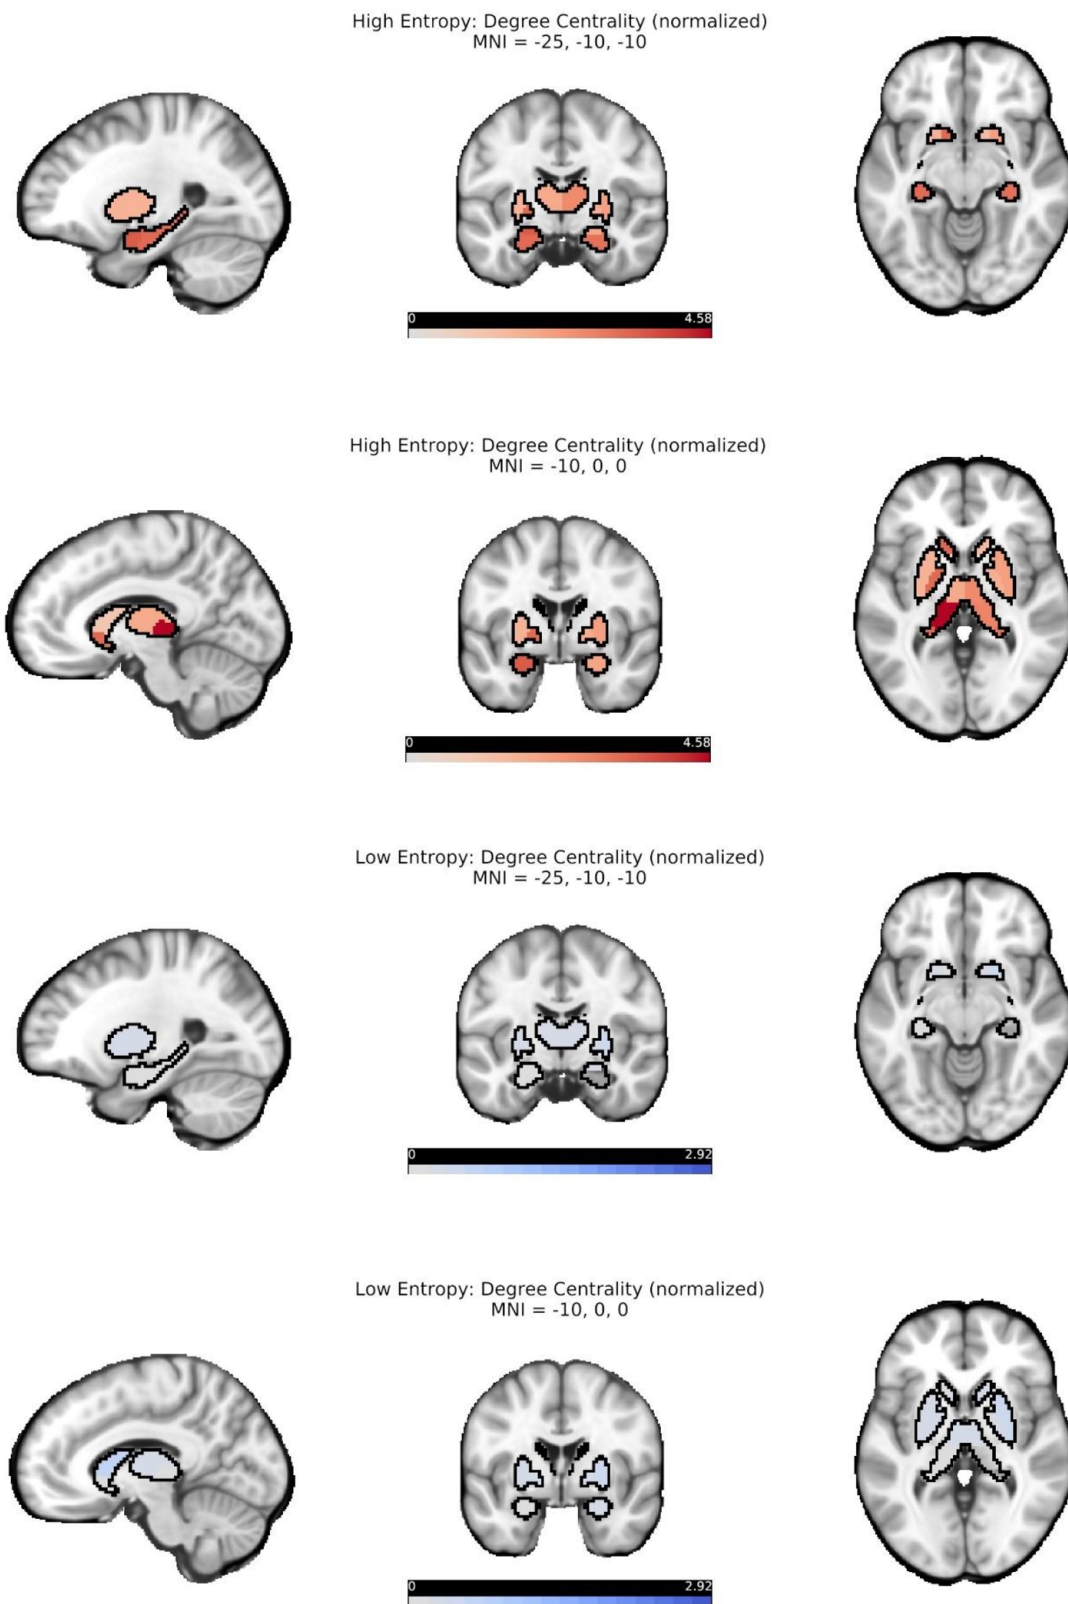 High Entropy: Degree Centrality (normalized)
MNI = -25, -10, -10
0 4.58
High Entropy: Degree Centrality (normalized)
MNI = -10, 0, 0
0 4.58
Low Entropy: Degree Centrality (normalized)
MNI = -25, -10, -10
0 2.92
Low Entropy: Degree Centrality (normalized)
MNI = -10, 0, 0
0 2.92